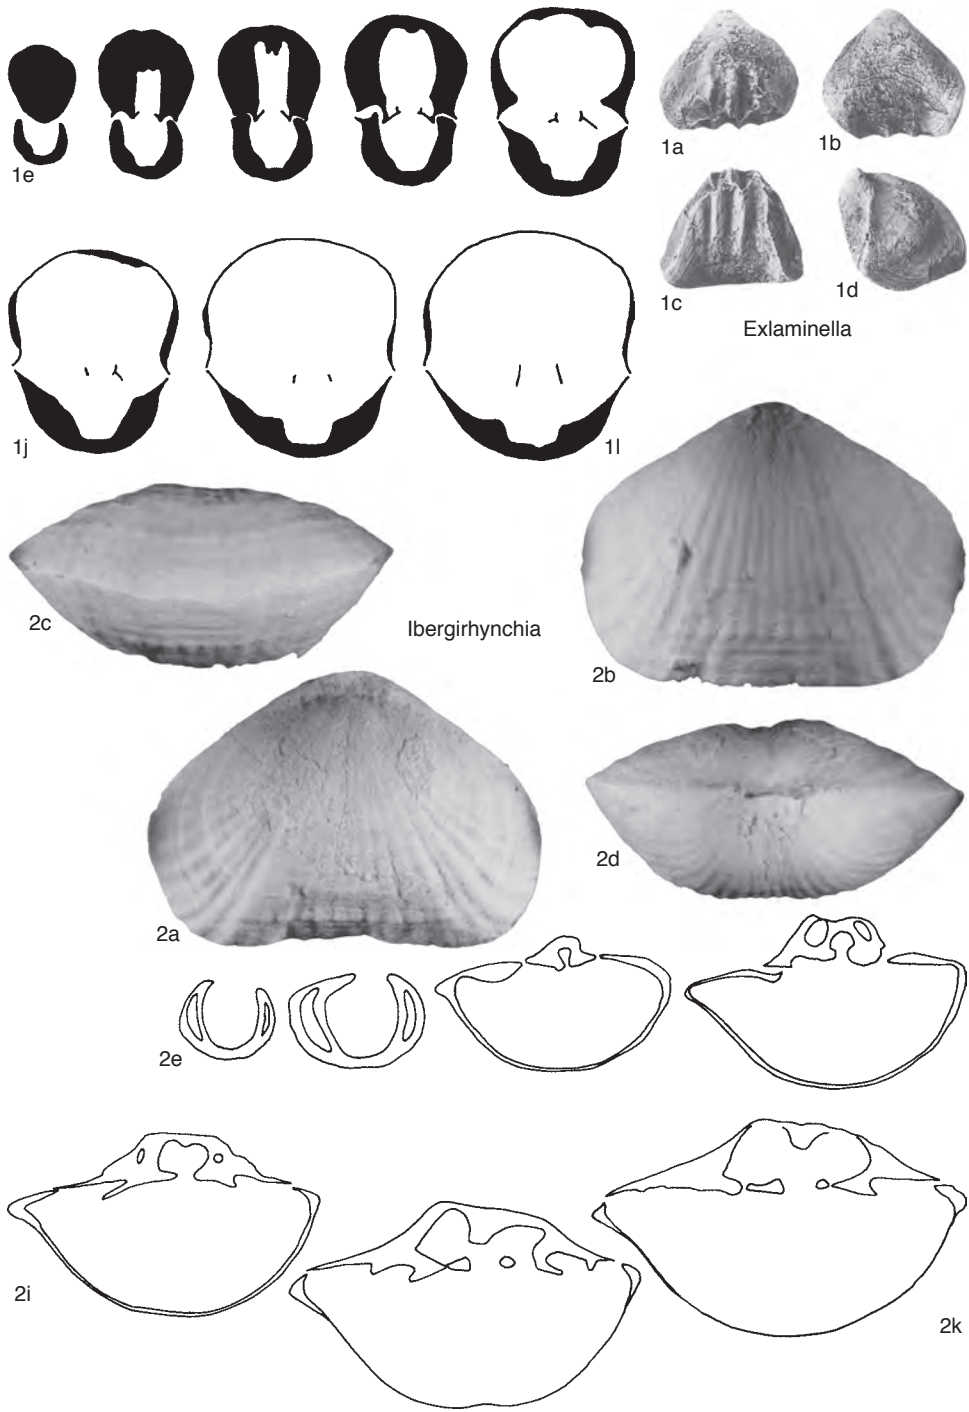 1e
1a
1b
1c
1d
Exlaminella
1j
1l
2c
Ibergirhynchia
2b
2a
2d
2e
2i
2k